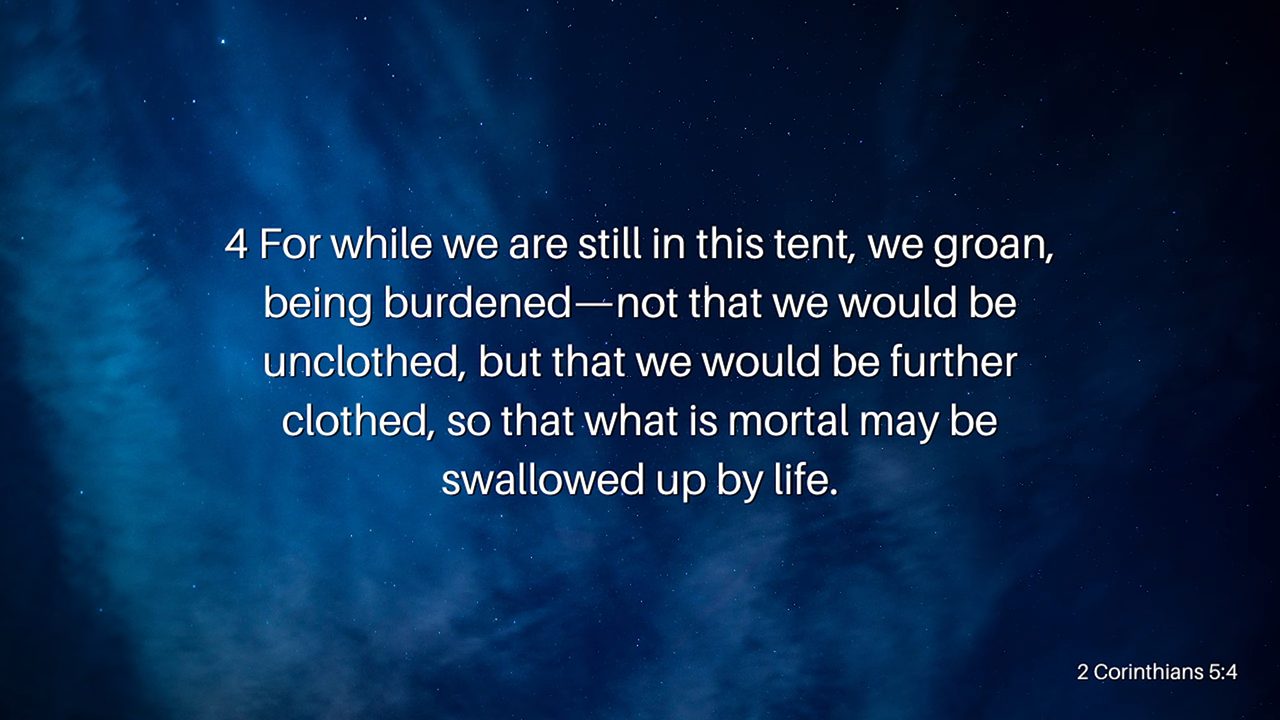 4 For while we are still in this tent, we groan,
being burdened—not that we would be
unclothed, but that we would be further
clothed, so that what is mortal may be
swallowed up by life.
2 Corinthians 5:4